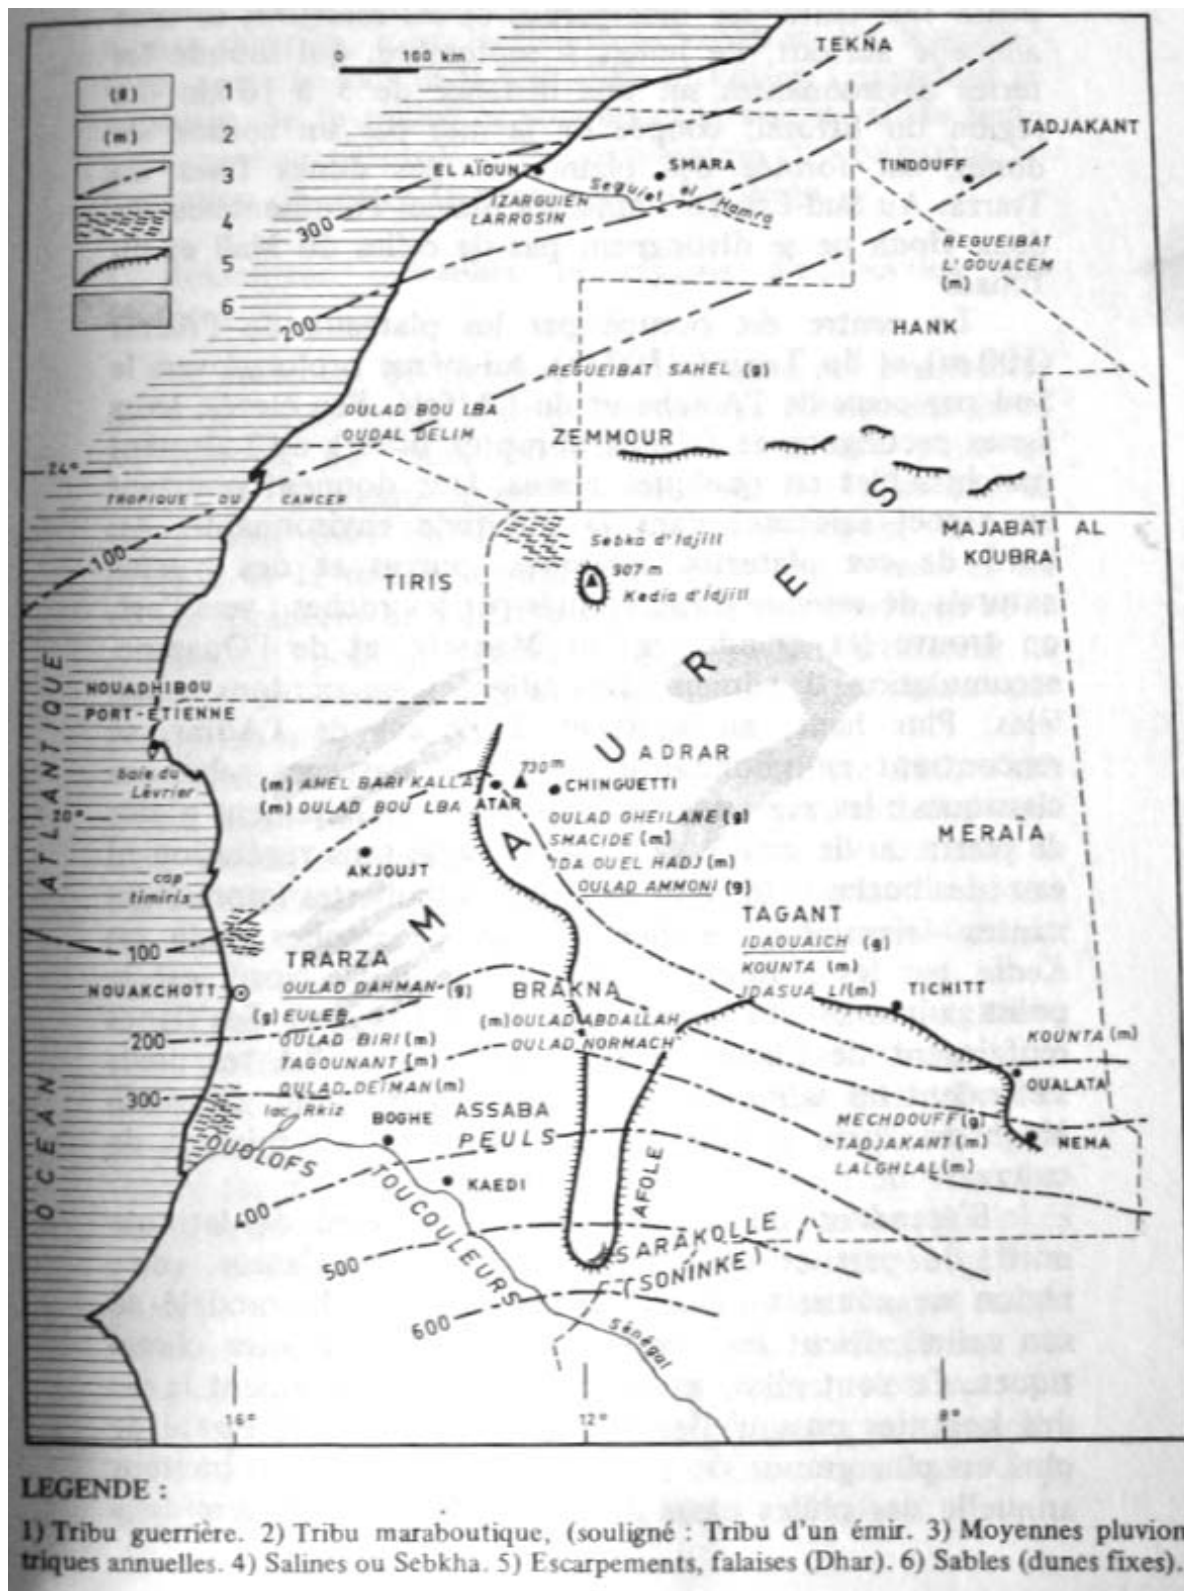 TEKNA
0 100 km
(g) 1
(m) 2
3
4
5
6
TADJAKANT
EL AÏOUN
SMARA
TINDOUFF
Seguiet el Hamra
IZARGUIEN
LARROSIN
300
REGUEIBAT
L'GOUACEM
(m)
200
HANK
REGUEIBAT SAHEL (g)
OULAD BOU LBA
OUDAL DELIM
ZEMMOUR
24°
TROPIQUE DU CANCER
MAJABAT AL
KOUBRA
100
Sebka d'Idjill
907 m
Kedia d'Idjill
TIRIS
MAURES
OCEAN ATLANTIQUE
NOUADHIBOU
PORT-ETIENNE
Baie du
Lévrier
20°
ADRAR
730 m
(m) AHEL BARIKALLA
(m) OULAD BOU LBA
ATAR
CHINGUETTI
OULAD GHEILANE (g)
SMACIDE (m)
IDA OUEL HADJ (m)
OULAD AMMONI (g)
AKJOUJT
MERAÏA
cap
timiris
100
TRARZA
OULAD DAHMAN (g)
TAGANT
IDAOUAICH (g)
KOUNTA (m)
IDASUA LI (m)
TICHITT
NOUAKCHOTT
BRAKNA
(g) EULEB
(m) OULAD ABDALLAH
OULAD NORMACH
200
OULAD BIRI (m)
TAGOUNANT (m)
OULAD DEIMAN (m)
KOUNTA (m)
OUALATA
300
lac Rkiz
BOGHE
ASSABA
PEULS
MECHDOUFF (g)
TADJAKANT (m)
LALGHLAL (m)
NEMA
OUOLOFS
TOUCOULEURS
KAEDI
AFOLE
400
SARAKOLLE
(SONINKE)
500
600
Sénégal
16° 12° 8°
LEGENDE :
1) Tribu guerrière. 2) Tribu maraboutique, (souligné : Tribu d'un émir. 3) Moyennes pluvion
triques annuelles. 4) Salines ou Sebkha. 5) Escarpements, falaises (Dhar). 6) Sables (dunes fixes).